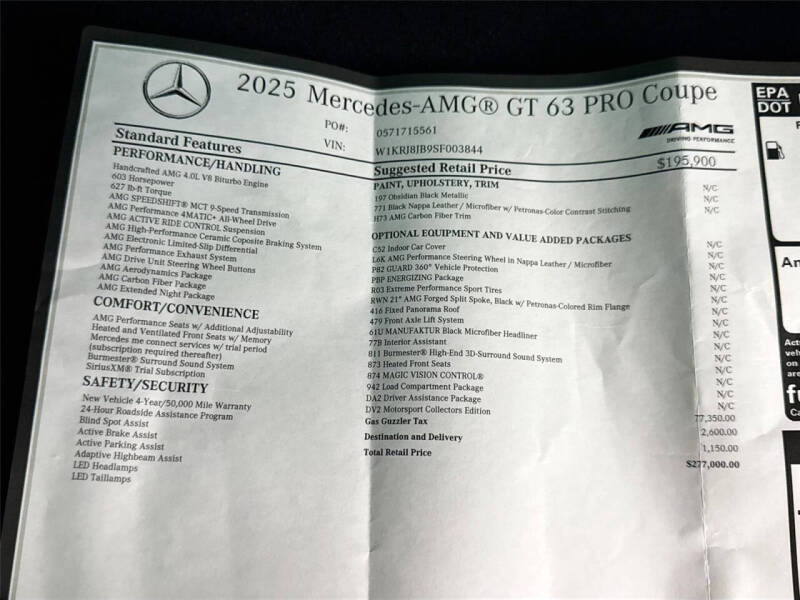 2025 Mercedes-AMG® GT 63 PRO Coupe
PO#: 0571715561
VIN: W1KRJ8JB9SF003844
AMG
DRIVING PERFORMANCE
Standard Features
PERFORMANCE/HANDLING
Handcrafted AMG 4.0L V8 Biturbo Engine
603 Horsepower
627 lb-ft Torque
AMG SPEEDSHIFT® MCT 9-Speed Transmission
AMG Performance 4MATIC+ All-Wheel Drive
AMG ACTIVE RIDE CONTROL Suspension
AMG High-Performance Ceramic Coposite Braking System
AMG Electronic Limited-Slip Differential
AMG Performance Exhaust System
AMG Drive Unit Steering Wheel Buttons
AMG Aerodynamics Package
AMG Carbon Fiber Package
AMG Extended Night Package
COMFORT/CONVENIENCE
AMG Performance Seats w/ Additional Adjustability
Heated and Ventilated Front Seats w/ Memory
Mercedes me connect services w/ trial period
(subscription required thereafter)
Burmester® Surround Sound System
SiriusXM® Trial Subscription
SAFETY/SECURITY
New Vehicle 4-Year/50,000 Mile Warranty
24-Hour Roadside Assistance Program
Blind Spot Assist
Active Brake Assist
Active Parking Assist
Adaptive Highbeam Assist
LED Headlamps
LED Taillamps
Suggested Retail Price $195,900
PAINT, UPHOLSTERY, TRIM
197 Obsidian Black Metallic N/C
771 Black Nappa Leather / Microfiber w/ Petronas-Color Contrast Stitching N/C
H73 AMG Carbon Fiber Trim N/C
OPTIONAL EQUIPMENT AND VALUE ADDED PACKAGES
C52 Indoor Car Cover N/C
L6K AMG Performance Steering Wheel in Nappa Leather / Microfiber N/C
P82 GUARD 360° Vehicle Protection N/C
PBP ENERGIZING Package N/C
R03 Extreme Performance Sport Tires N/C
RWN 21" AMG Forged Split Spoke, Black w/ Petronas-Colored Rim Flange N/C
416 Fixed Panorama Roof N/C
479 Front Axle Lift System N/C
61U MANUFAKTUR Black Microfiber Headliner N/C
77B Interior Assistant N/C
811 Burmester® High-End 3D-Surround Sound System N/C
873 Heated Front Seats N/C
874 MAGIC VISION CONTROL® N/C
942 Load Compartment Package N/C
DA2 Driver Assistance Package N/C
DV2 Motorsport Collectors Edition 77,350.00
Gas Guzzler Tax 2,600.00
Destination and Delivery 1,150.00
Total Retail Price $277,000.00
EPA
DOT